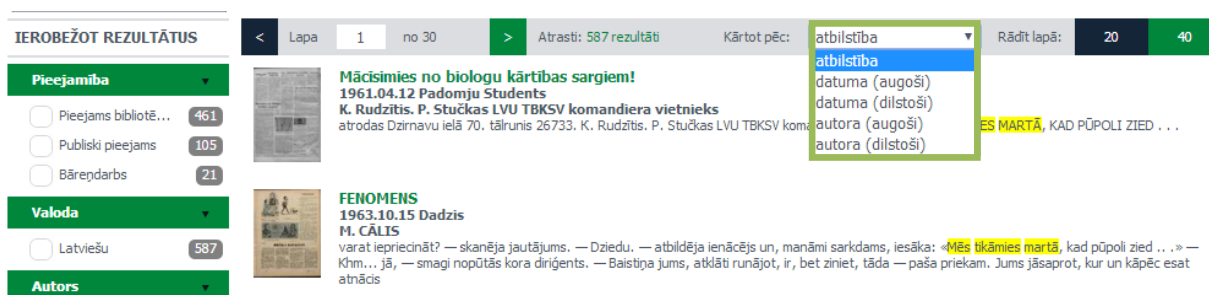 IEROBEŽOT REZULTĀTUS
Pieejamība
Pieejams bibliotē... 461
Publiski pieejams 105
Bāreņdarbs 21
Valoda
Latviešu 587
Autors
< Lapa 1 no 30 > Atrasti: 587 rezultāti Kārtot pēc: atbilstība Rādīt lapā: 20 40
atbilstība
datuma (augoši)
datuma (dilstoši)
autora (augoši)
autora (dilstoši)
Mācīsimies no biologu kārtības sargiem!
1961.04.12 Padomju Students
K. Rudzītis. P. Stučkas LVU TBKSV komandiera vietnieks
atrodas Dzirnavu ielā 70. tālrunis 26733. K. Rudzītis. P. Stučkas LVU TBKSV koma ES MARTĀ, KAD PŪPOLI ZIED . . .
FENOMENS
1963.10.15 Dadzis
M. CĀLIS
varat iepriecināt? — skanēja jautājums. — Dziedu. — atbildēja ienācējs un, manāmi sarkdams, iesāka: «Mēs tikāmies martā, kad pūpoli zied . . .» —
Khm... jā, — smagi nopūtās kora diriģents. — Baistiņa jums, atklāti runājot, ir, bet ziniet, tāda — paša priekam. Jums jāsaprot, kur un kāpēc esat
atnācis